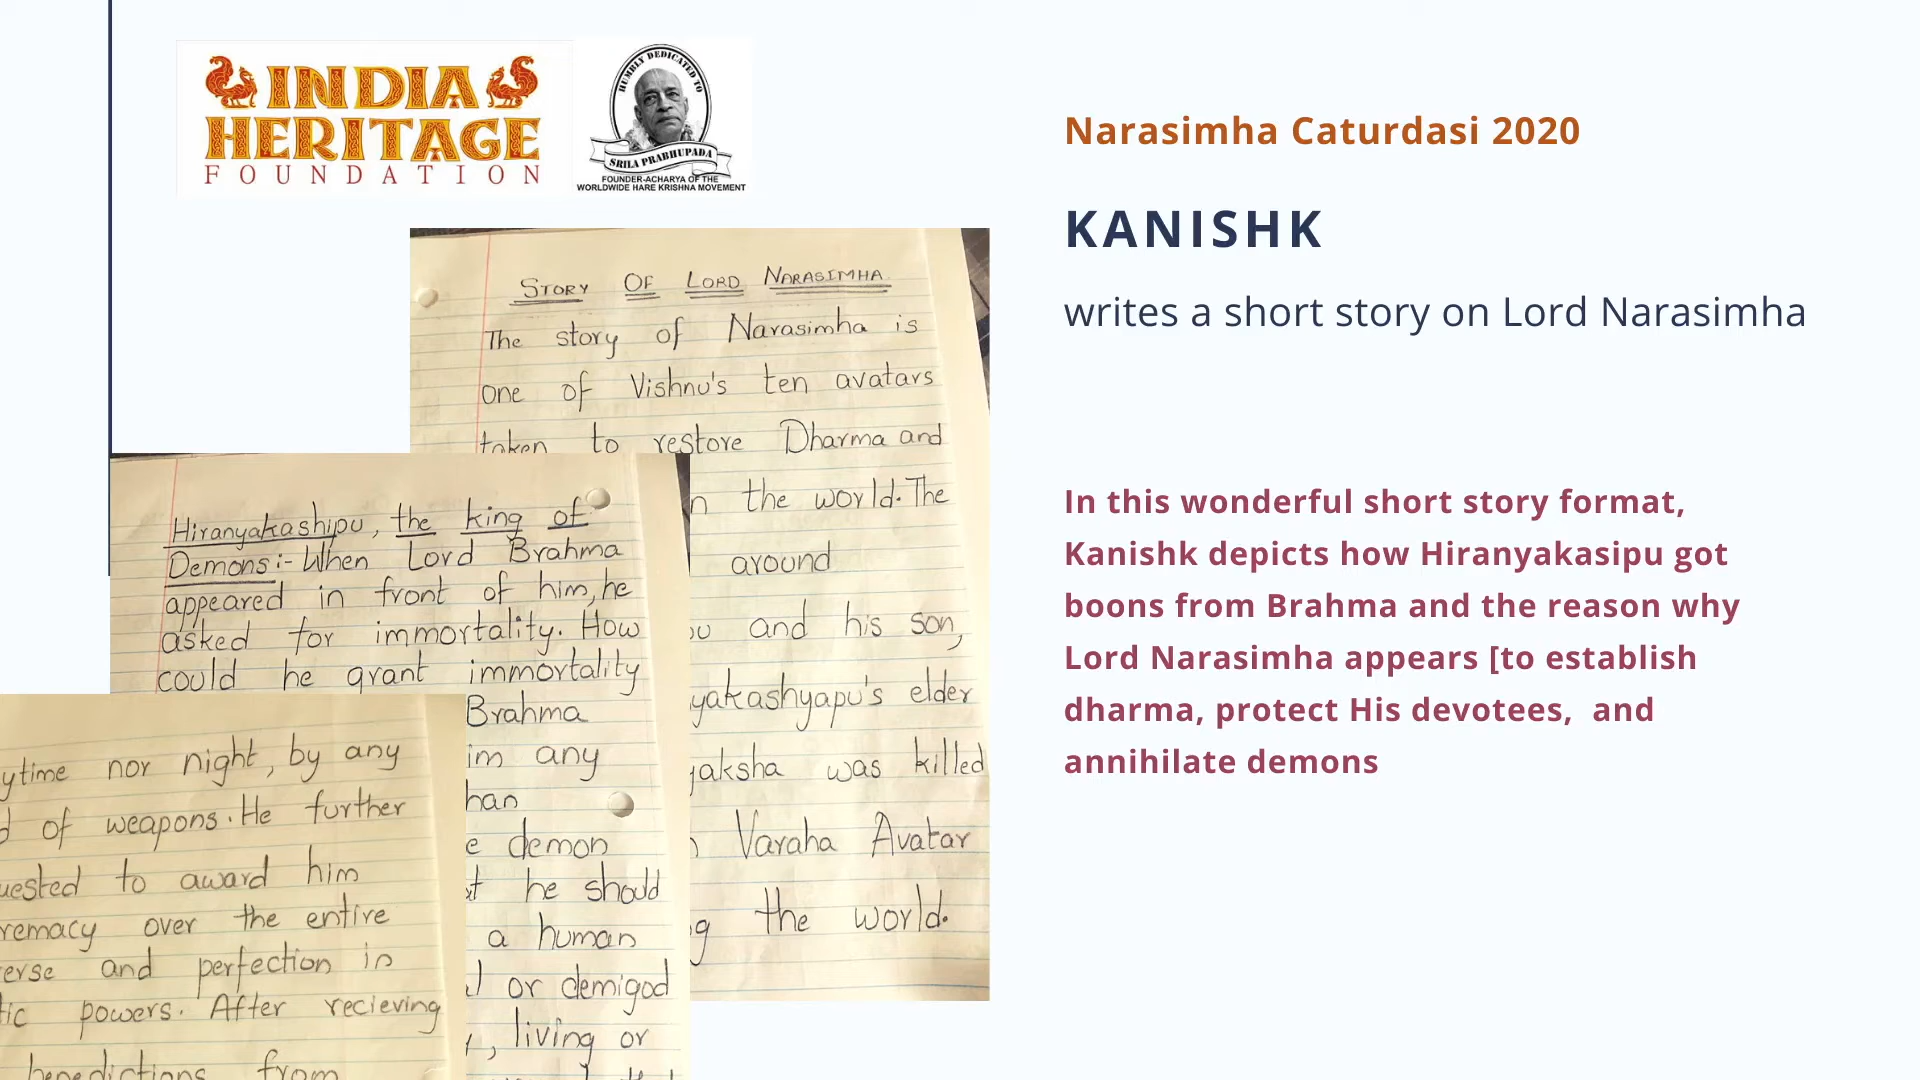 INDIA
HERITAGE
FOUNDATION
HUMBLY DEDICATED TO
SRILA PRABHUPADA
FOUNDER-ACHARYA OF THE
WORLDWIDE HARE KRISHNA MOVEMENT
Narasimha Caturdasi 2020
KANISHK
writes a short story on Lord Narasimha
In this wonderful short story format,
Kanishk depicts how Hiranyakasipu got
boons from Brahma and the reason why
Lord Narasimha appears [to establish
dharma, protect His devotees, and
annihilate demons
STORY OF LORD NARASIMHA
The story of Narasimha is
one of Vishnu's ten avatars
taken to restore Dharma and
the world. The
around
and his son,
elder
was killed
Varaha Avatar
the world.
Hiranyakashipu, the king of
Demons:- When Lord Brahma
appeared in front of him, he
asked for immortality. How
could he grant immortality
Brahma
any
demon
he should
a human
or demigod
, living or
nor night, by any
of weapons. He further
to award him
over the entire
and perfection in
powers. After recieving
benedictions from